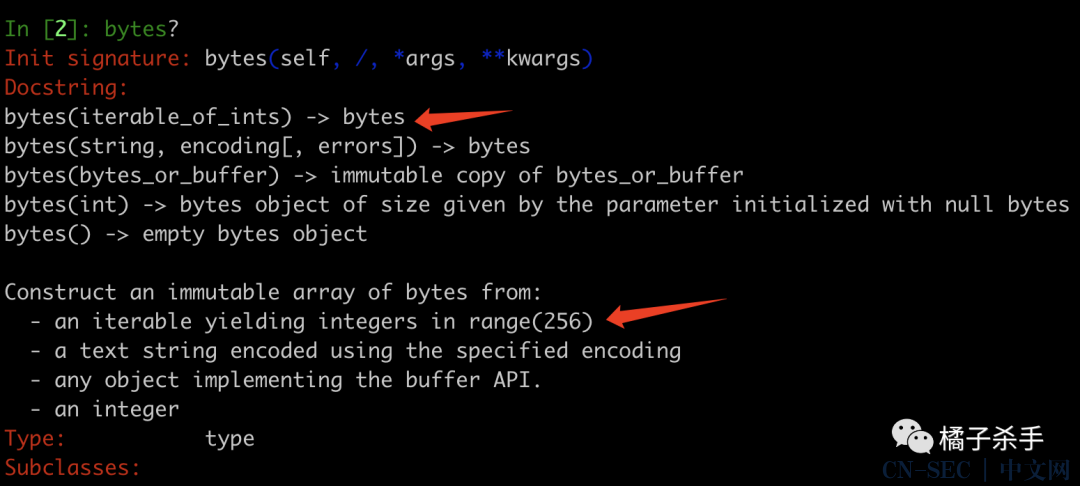 In [2]: bytes?
Init signature: bytes(self, /, *args, **kwargs)
Docstring:
bytes(iterable_of_ints) -> bytes
bytes(string, encoding[, errors]) -> bytes
bytes(bytes_or_buffer) -> immutable copy of bytes_or_buffer
bytes(int) -> bytes object of size given by the parameter initialized with null bytes
bytes() -> empty bytes object
Construct an immutable array of bytes from:
- an iterable yielding integers in range(256)
- a text string encoded using the specified encoding
- any object implementing the buffer API.
- an integer
Type: type
Subclasses:
橘子杀手
CN-SEC | 中文网